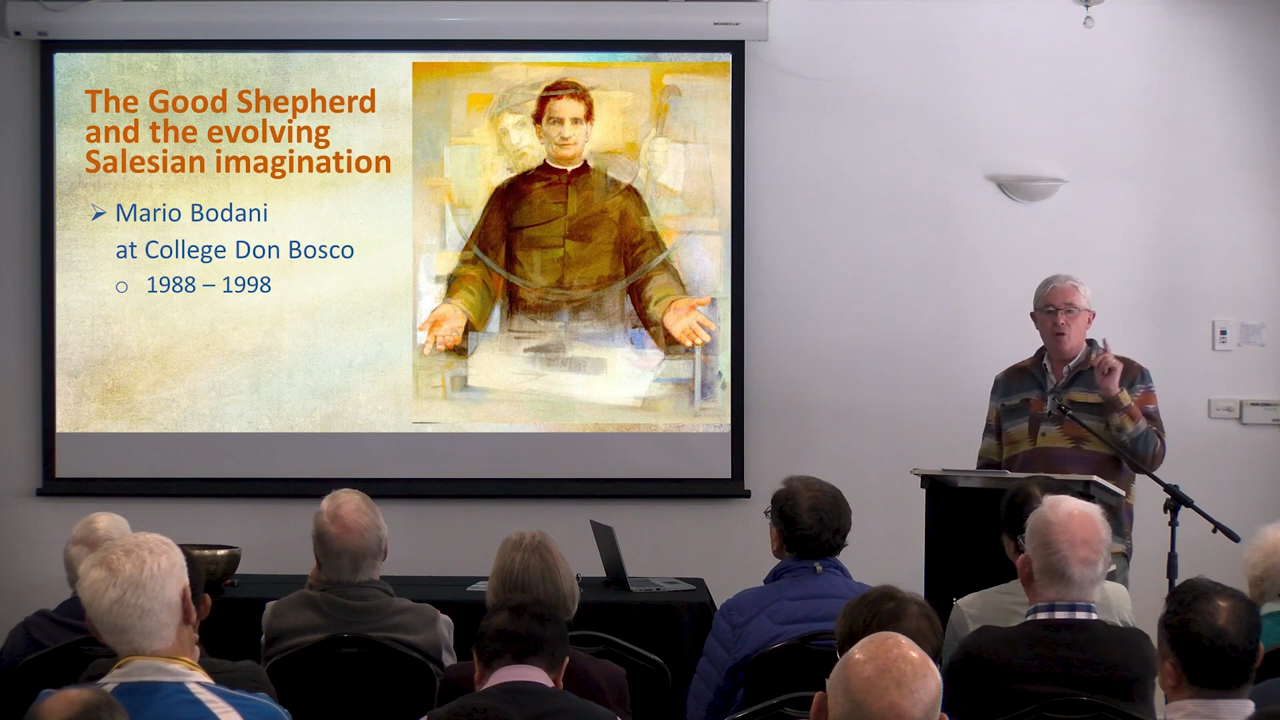 The Good Shepherd
and the evolving
Salesian imagination
➢ Mario Bodani
at College Don Bosco
o 1988 – 1998